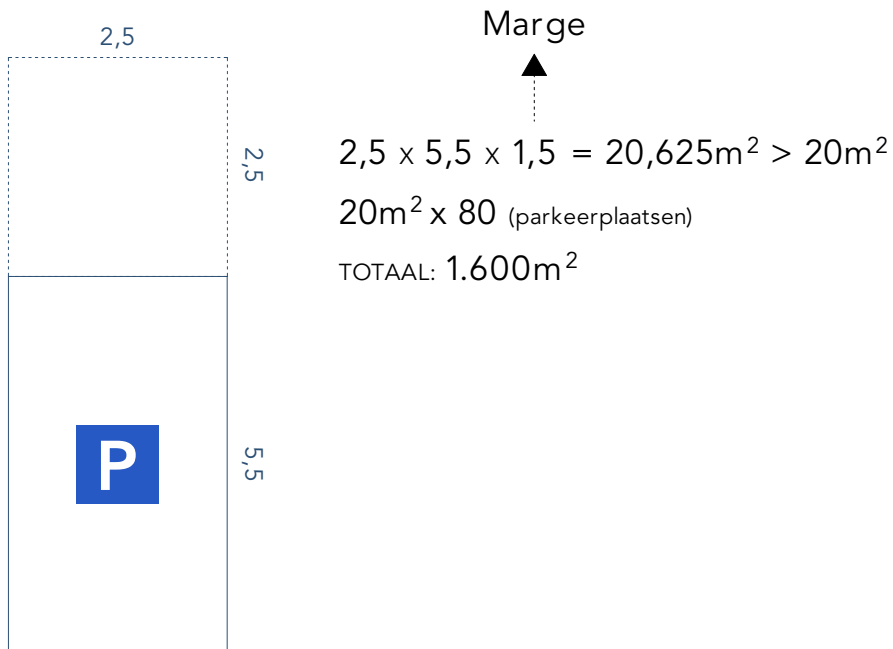 2,5
Marge
2,5
2,5 x 5,5 x 1,5 = 20,625m² > 20m²
20m² x 80 (parkeerplaatsen)
TOTAAL: 1.600m²
P
5,5